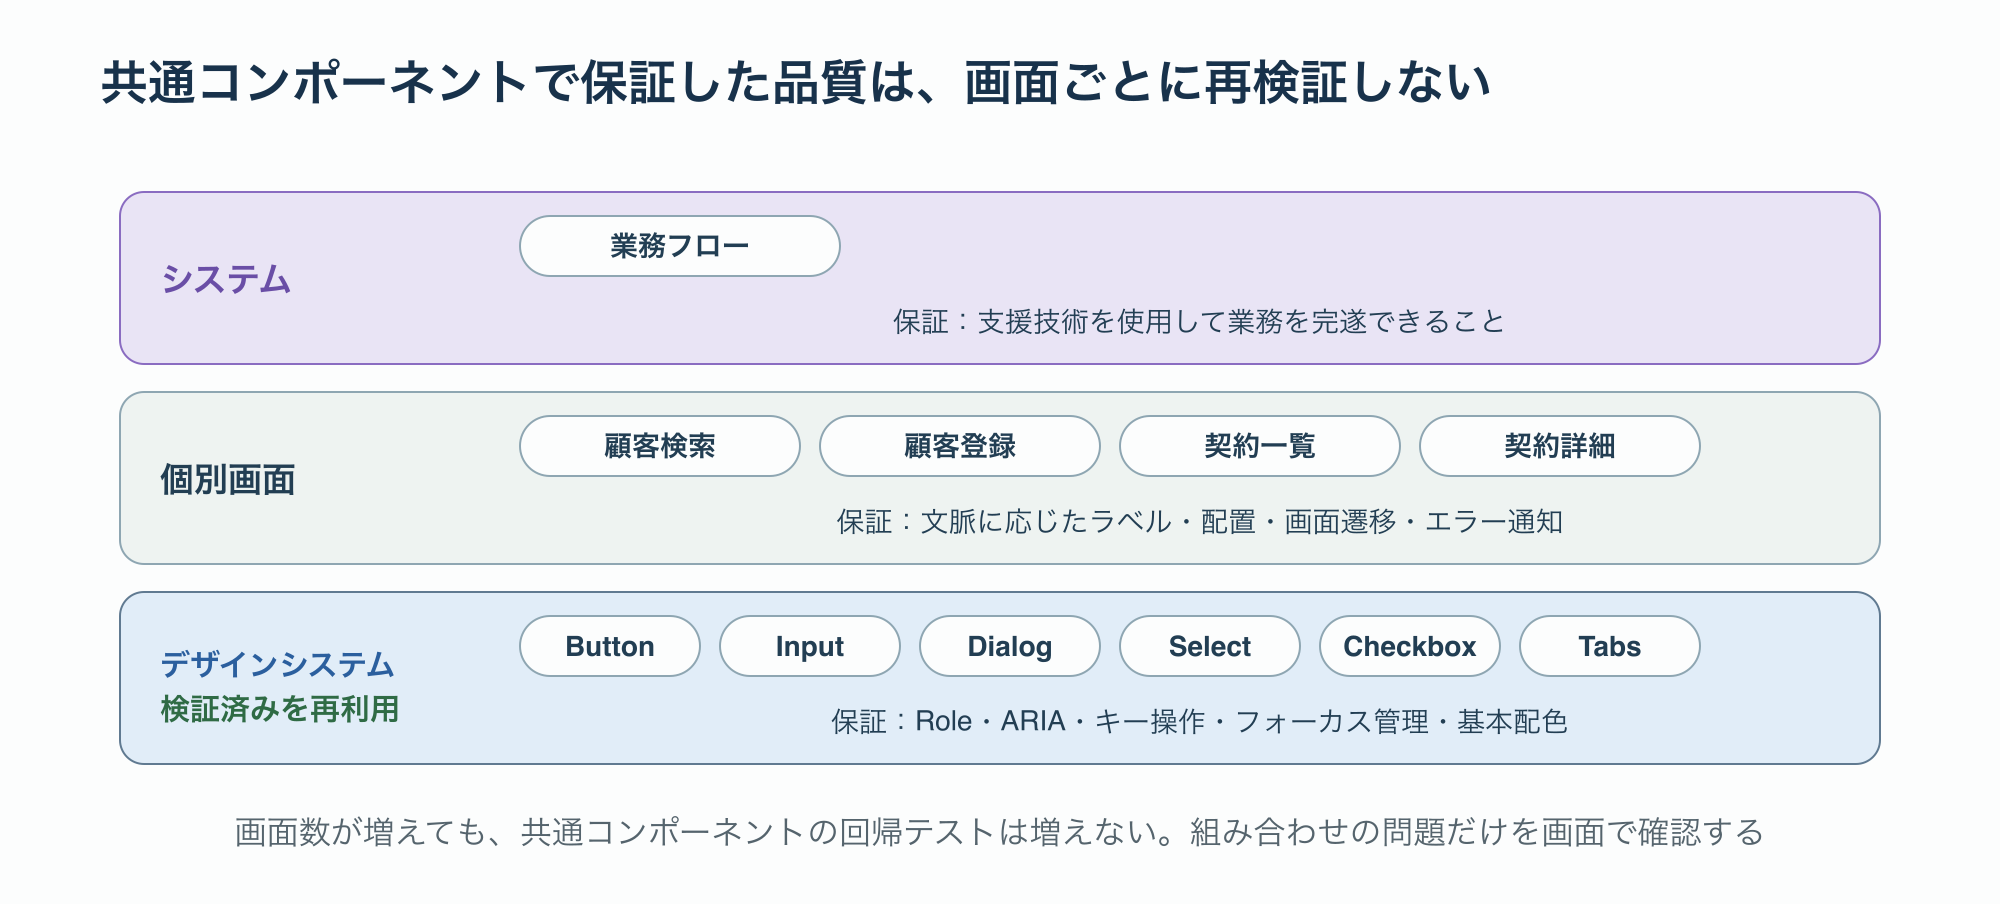 共通コンポーネントで保証した品質は、画面ごとに再検証しない
システム
業務フロー
保証：支援技術を使用して業務を完遂できること
個別画面
顧客検索
顧客登録
契約一覧
契約詳細
保証：文脈に応じたラベル・配置・画面遷移・エラー通知
デザインシステム
検証済みを再利用
Button
Input
Dialog
Select
Checkbox
Tabs
保証：Role・ARIA・キー操作・フォーカス管理・基本配色
画面数が増えても、共通コンポーネントの回帰テストは増えない。組み合わせの問題だけを画面で確認する